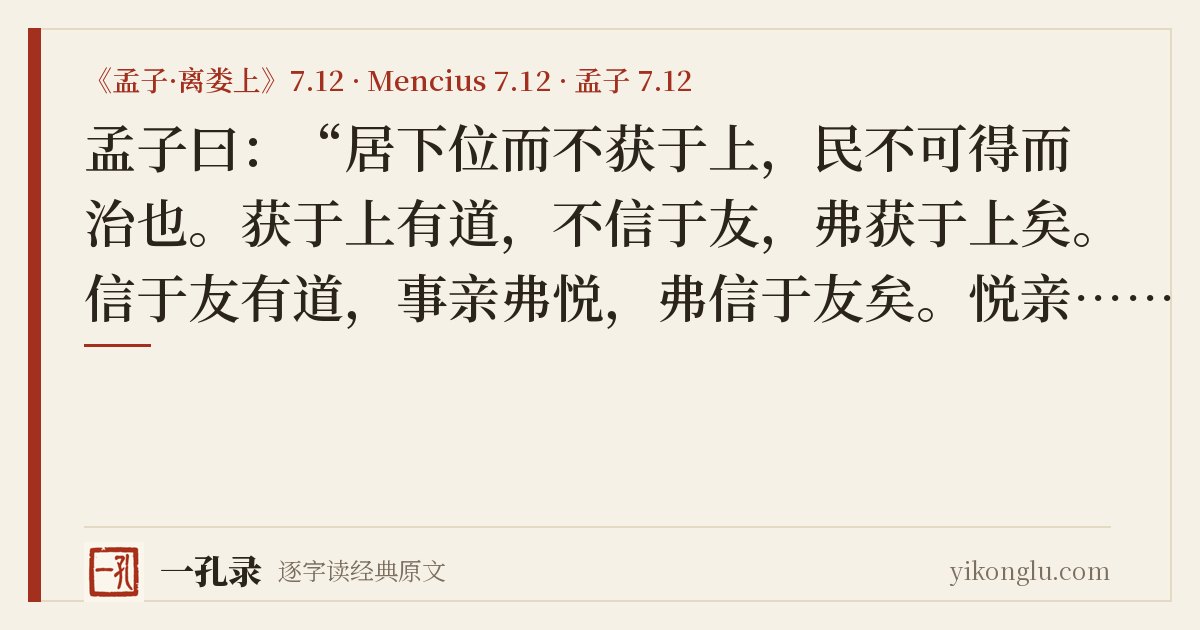 《孟子·离娄上》7.12 · Mencius 7.12 · 孟子 7.12
孟子曰：“居下位而不获于上，民不可得而
治也。获于上有道，不信于友，弗获于上矣。
信于友有道，事亲弗悦，弗信于友矣。悦亲……
一孔
一孔录 逐字读经典原文
yikonglu.com